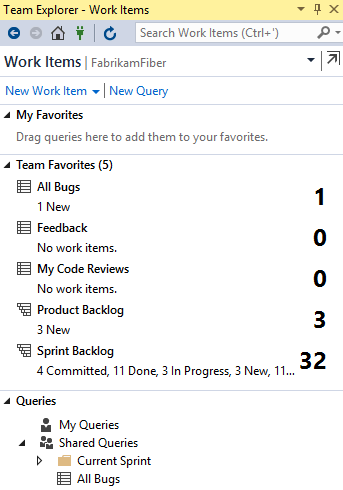 Team Explorer - Work Items
Search Work Items (Ctrl+')
Work Items | FabrikamFiber
New Work Item | New Query
My Favorites
Drag queries here to add them to your favorites.
Team Favorites (5)
All Bugs 1
1 New
Feedback 0
No work items.
My Code Reviews 0
No work items.
Product Backlog 3
3 New
Sprint Backlog 32
4 Committed, 11 Done, 3 In Progress, 3 New, 11...
Queries
My Queries
Shared Queries
Current Sprint
All Bugs